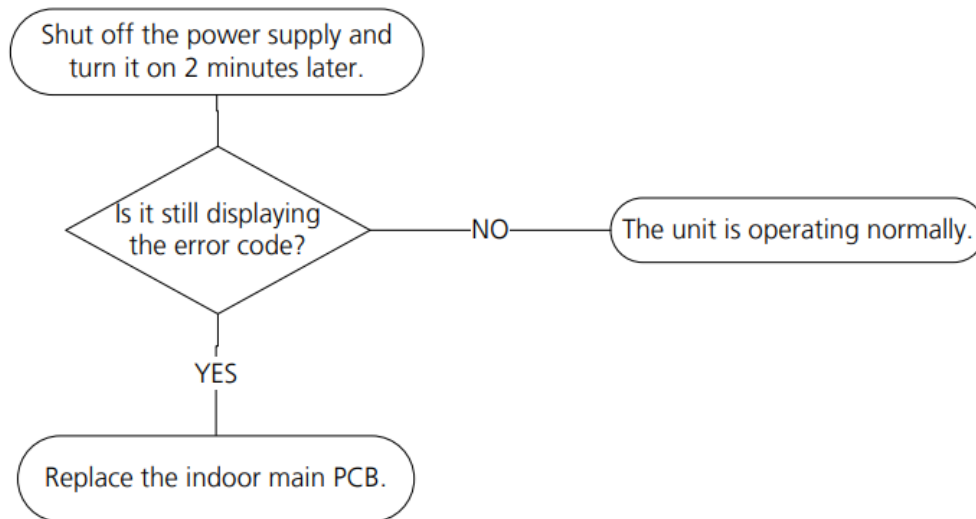 Shut off the power supply and
turn it on 2 minutes later.
Is it still displaying
the error code?
NO
The unit is operating normally.
YES
Replace the indoor main PCB.